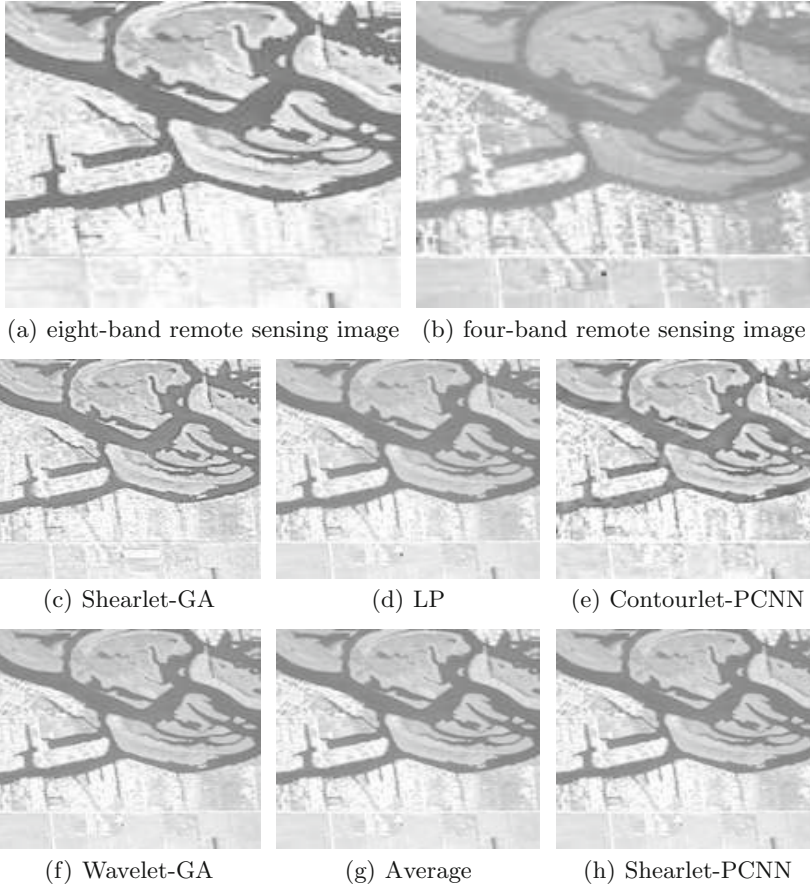 (a) eight-band remote sensing image (b) four-band remote sensing image
(c) Shearlet-GA (d) LP (e) Contourlet-PCNN
(f) Wavelet-GA (g) Average (h) Shearlet-PCNN